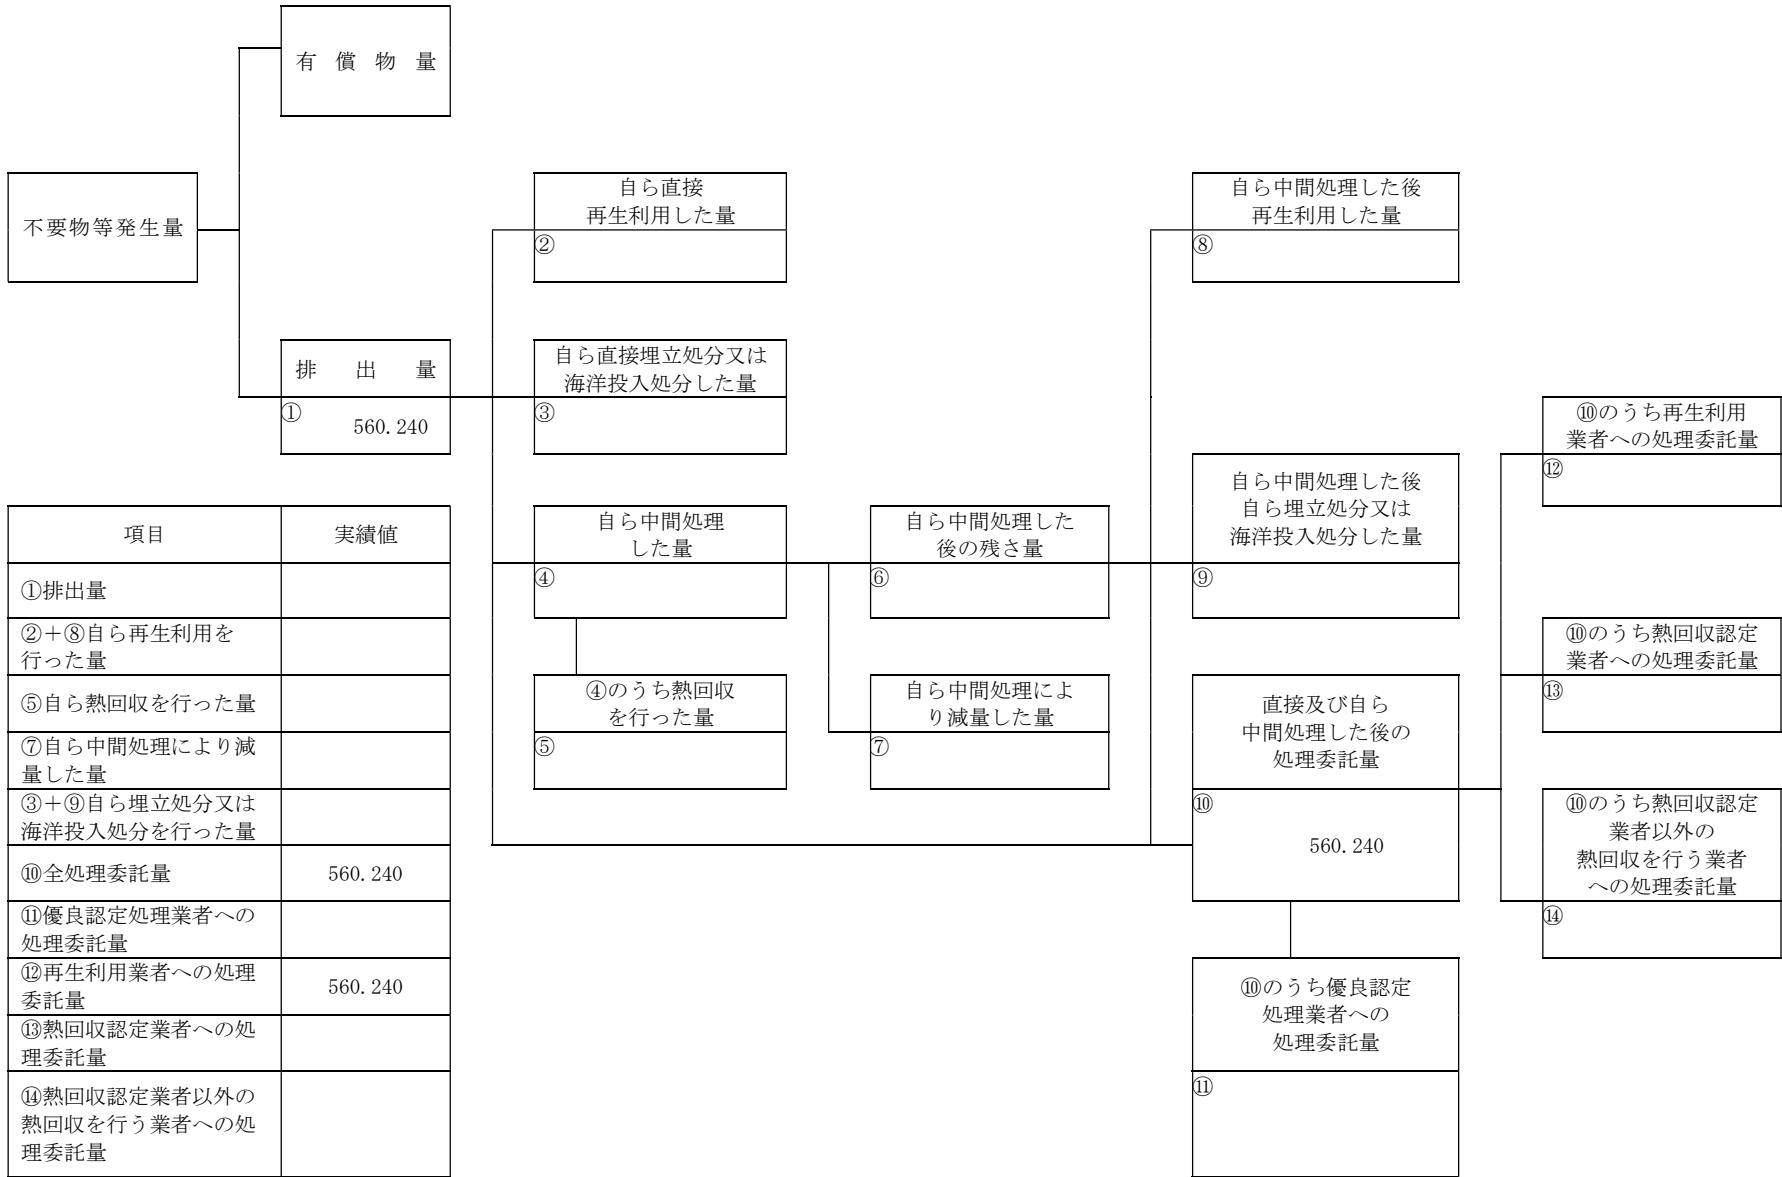 有償物量
不要物等発生量
自ら直接
再生利用した量
②
自ら中間処理した後
再生利用した量
⑧
排出量
①
560.240
自ら直接埋立処分又は
海洋投入処分した量
③
⑩のうち再生利用
業者への処理委託量
⑫
自ら中間処理
した量
④
自ら中間処理した
後の残さ量
⑥
自ら中間処理した後
自ら埋立処分又は
海洋投入処分した量
⑨
⑩のうち熱回収認定
業者への処理委託量
⑬
④のうち熱回収
を行った量
⑤
自ら中間処理によ
り減量した量
⑦
直接及び自ら
中間処理した後の
処理委託量
⑩
560.240
⑩のうち熱回収認定
業者以外の
熱回収を行う業者
への処理委託量
⑭
⑩のうち優良認定
処理業者への
処理委託量
⑪
項目 実績値
①排出量
②+⑧自ら再生利用を
行った量
⑤自ら熱回収を行った量
⑦自ら中間処理により減
量した量
③+⑨自ら埋立処分又は
海洋投入処分を行った量
⑩全処理委託量 560.240
⑪優良認定処理業者への
処理委託量
⑫再生利用業者への処理
委託量 560.240
⑬熱回収認定業者への処
理委託量
⑭熱回収認定業者以外の
熱回収を行う業者への処
理委託量